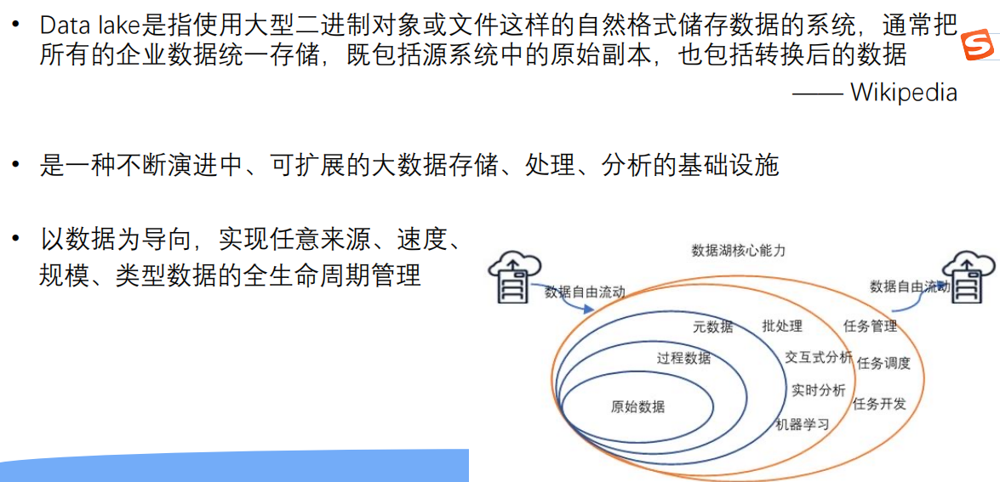 • Data lake是指使用大型二进制对象或文件这样的自然格式储存数据的系统，通常把
所有的企业数据统一存储，既包括源系统中的原始副本，也包括转换后的数据
—— Wikipedia
• 是一种不断演进中、可扩展的大数据存储、处理、分析的基础设施
• 以数据为导向，实现任意来源、速度、
规模、类型数据的全生命周期管理
数据湖核心能力
数据自由流动
数据自由流动
元数据
批处理
任务管理
过程数据
交互式分析
任务调度
原始数据
实时分析
任务开发
机器学习
S